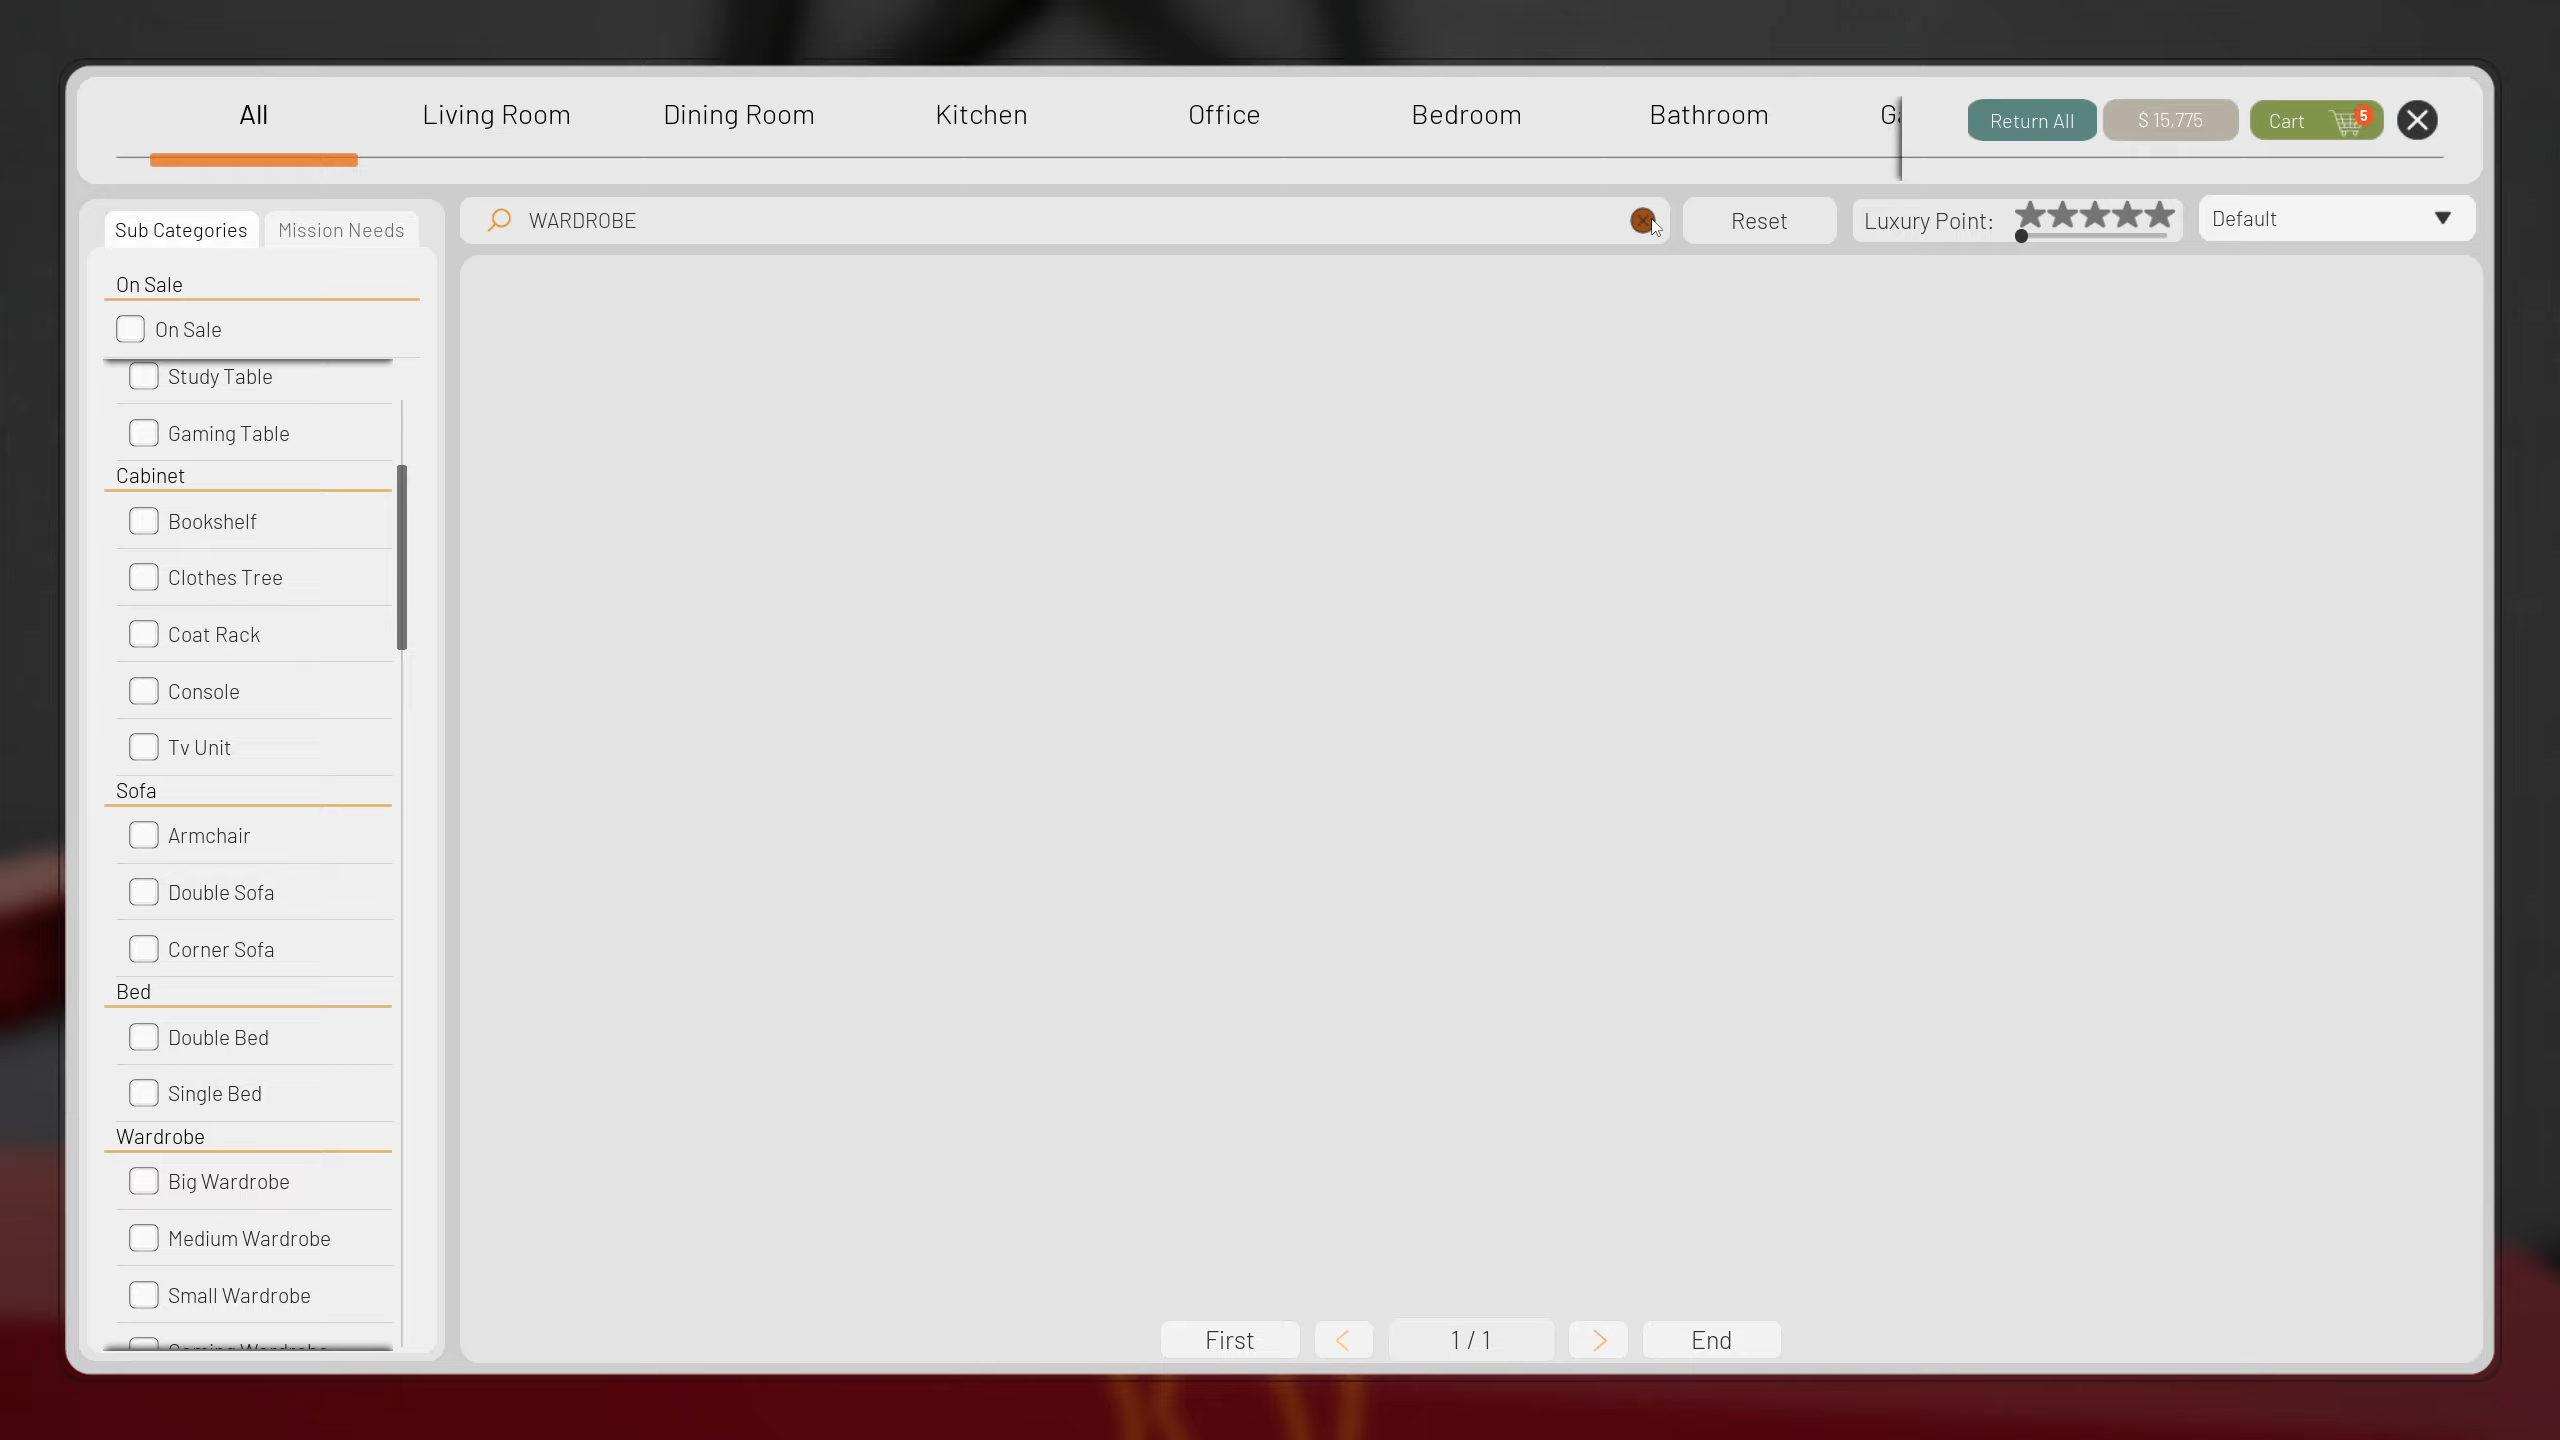 All
Living Room
Dining Room
Kitchen
Office
Bedroom
Bathroom
Return All
$ 15,775
Cart
5
Sub Categories
Mission Needs
WARDROBE
Reset
Luxury Point:
Default
On Sale
On Sale
Study Table
Gaming Table
Cabinet
Bookshelf
Clothes Tree
Coat Rack
Console
Tv Unit
Sofa
Armchair
Double Sofa
Corner Sofa
Bed
Double Bed
Single Bed
Wardrobe
Big Wardrobe
Medium Wardrobe
Small Wardrobe
First
<
1 / 1
>
End